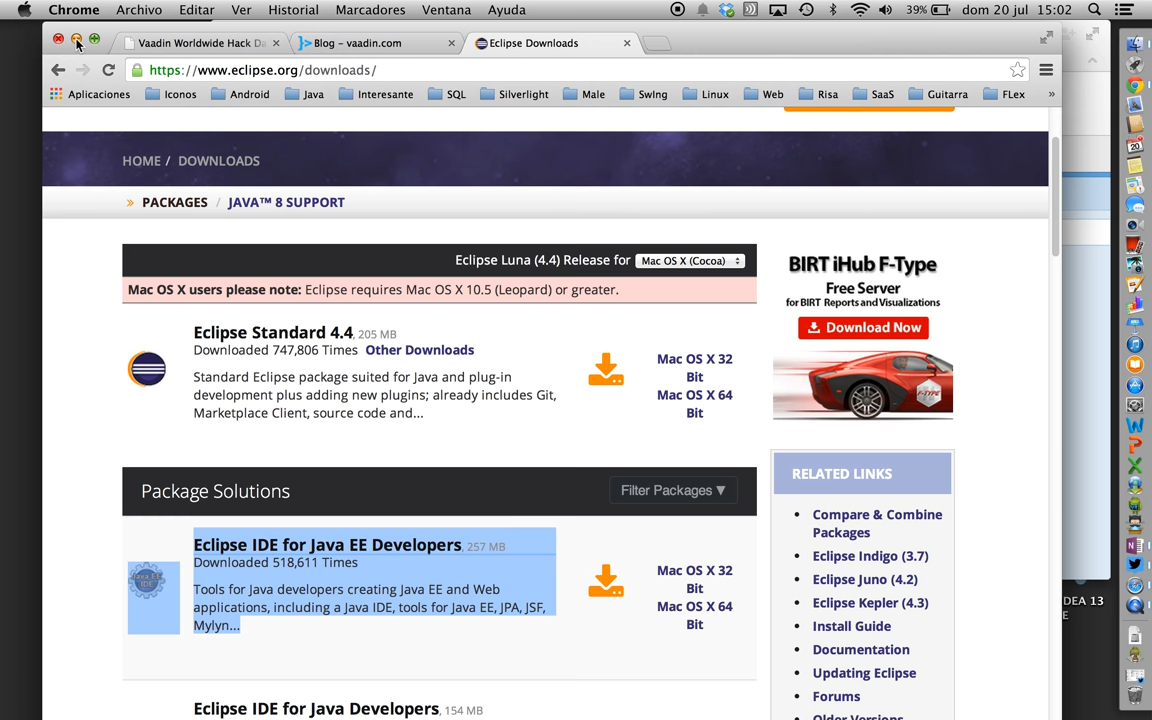 Chrome Archivo Editar Ver Historial Marcadores Ventana Ayuda 39% dom 20 jul 15:02
Vaadin Worldwide Hack Da Blog – vaadin.com Eclipse Downloads
https://www.eclipse.org/downloads/
Aplicaciones Iconos Android Java Interesante SQL Silverlight Male SwIng Linux Web Risa SaaS Guitarra FLex »
HOME / DOWNLOADS
» PACKAGES / JAVA™ 8 SUPPORT
Eclipse Luna (4.4) Release for Mac OS X (Cocoa)
Mac OS X users please note: Eclipse requires Mac OS X 10.5 (Leopard) or greater.
Eclipse Standard 4.4, 205 MB
Downloaded 747,806 Times Other Downloads
Standard Eclipse package suited for Java and plug-in
development plus adding new plugins; already includes Git,
Marketplace Client, source code and...
Mac OS X 32
Bit
Mac OS X 64
Bit
Package Solutions
Filter Packages ▼
Java EE
IDE
Eclipse IDE for Java EE Developers, 257 MB
Downloaded 518,611 Times
Tools for Java developers creating Java EE and Web
applications, including a Java IDE, tools for Java EE, JPA, JSF,
Mylyn...
Mac OS X 32
Bit
Mac OS X 64
Bit
Eclipse IDE for Java Developers, 154 MB
BIRT iHub F-Type
Free Server
for BIRT Reports and Visualizations
Download Now
F-TYPE
RELATED LINKS
• Compare & Combine
Packages
• Eclipse Indigo (3.7)
• Eclipse Juno (4.2)
• Eclipse Kepler (4.3)
• Install Guide
• Documentation
• Updating Eclipse
• Forums
• Older Versions
DEA 13
E
20